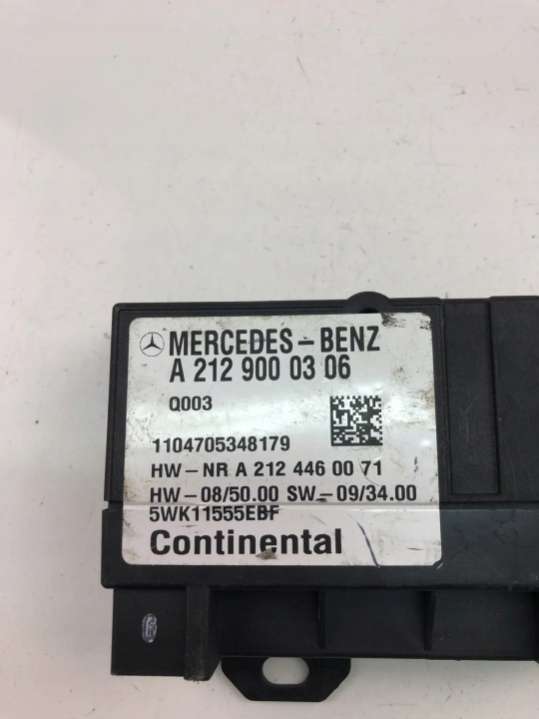 MERCEDES-BENZ
A 212 900 03 06
Q003
1104705348179
HW-NR A 212 446 00 71
HW-08/50.00 SW-09/34.00
5WK11555EBF
Continental